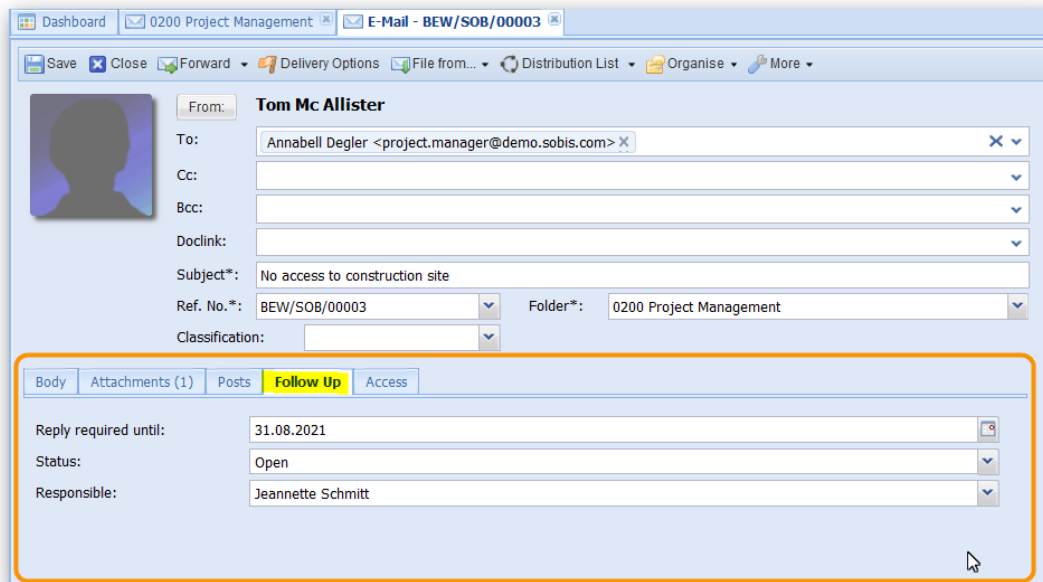 Dashboard 0200 Project Management E-Mail - BEW/SOB/00003
Save Close Forward Delivery Options File from... Distribution List Organise More
From: Tom Mc Allister
To: Annabell Degler <project.manager@demo.sobis.com>
Cc:
Bcc:
Doclink:
Subject*: No access to construction site
Ref. No.*: BEW/SOB/00003 Folder*: 0200 Project Management
Classification:
Body Attachments (1) Posts Follow Up Access
Reply required until: 31.08.2021
Status: Open
Responsible: Jeannette Schmitt